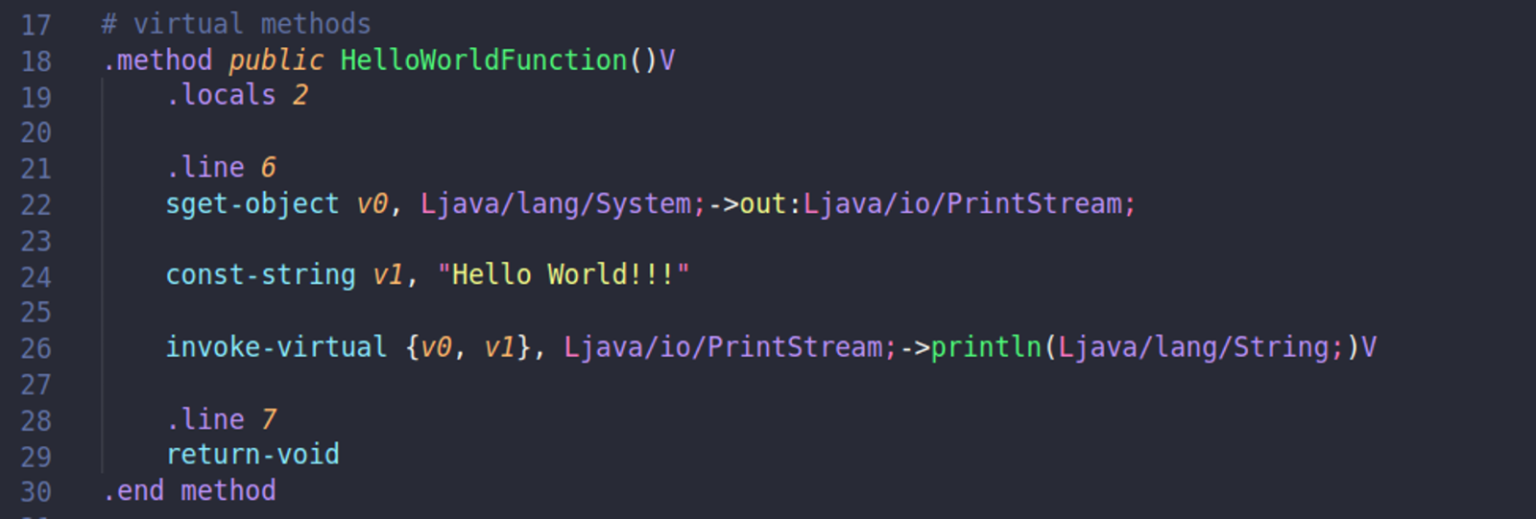 17 # virtual methods
18 .method public HelloWorldFunction()V
19 .locals 2
20
21 .line 6
22 sget-object v0, Ljava/lang/System;->out:Ljava/io/PrintStream;
23
24 const-string v1, "Hello World!!!"
25
26 invoke-virtual {v0, v1}, Ljava/io/PrintStream;->println(Ljava/lang/String;)V
27
28 .line 7
29 return-void
30 .end method